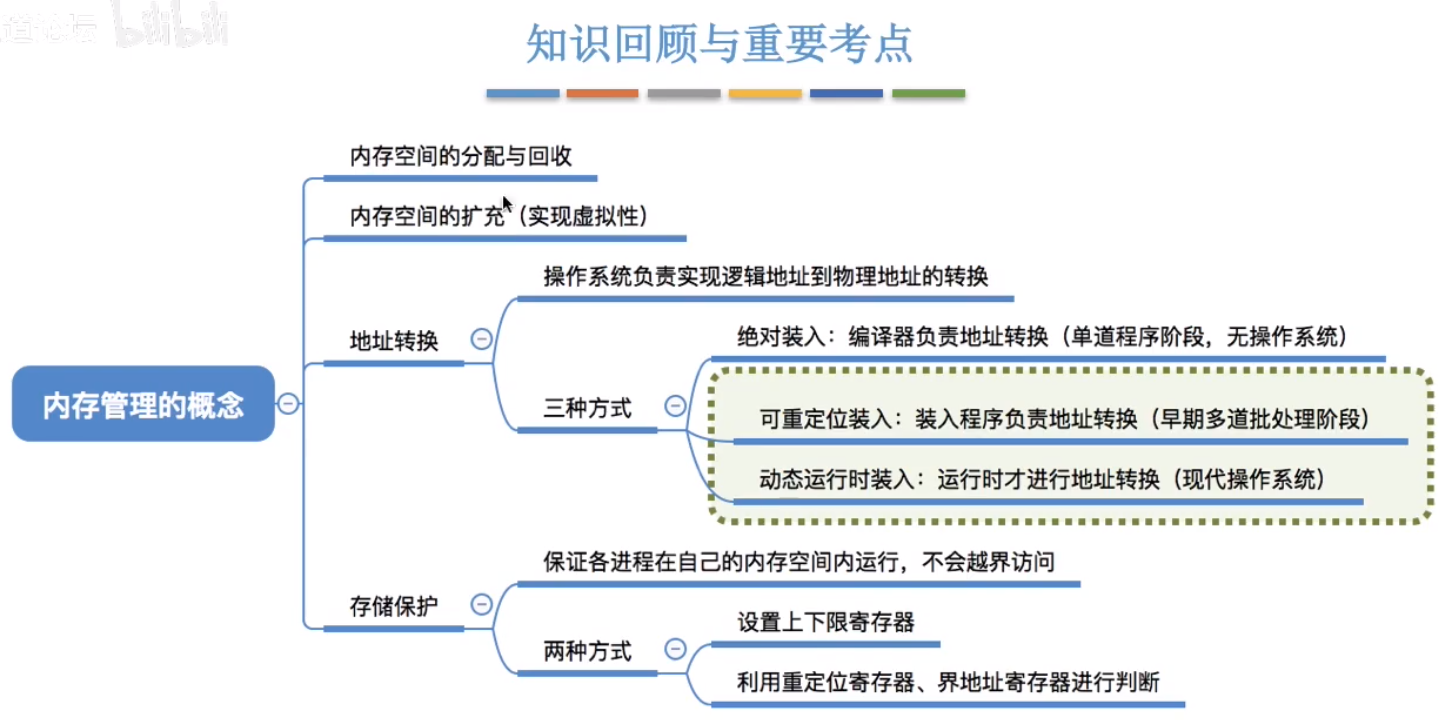 道论坛 bilibili
知识回顾与重要考点
内存空间的分配与回收
内存空间的扩充（实现虚拟性）
操作系统负责实现逻辑地址到物理地址的转换
绝对装入：编译器负责地址转换（单道程序阶段，无操作系统）
地址转换
内存管理的概念
三种方式
可重定位装入：装入程序负责地址转换（早期多道批处理阶段）
动态运行时装入：运行时才进行地址转换（现代操作系统）
保证各进程在自己的内存空间内运行，不会越界访问
存储保护
设置上下限寄存器
两种方式
利用重定位寄存器、界地址寄存器进行判断